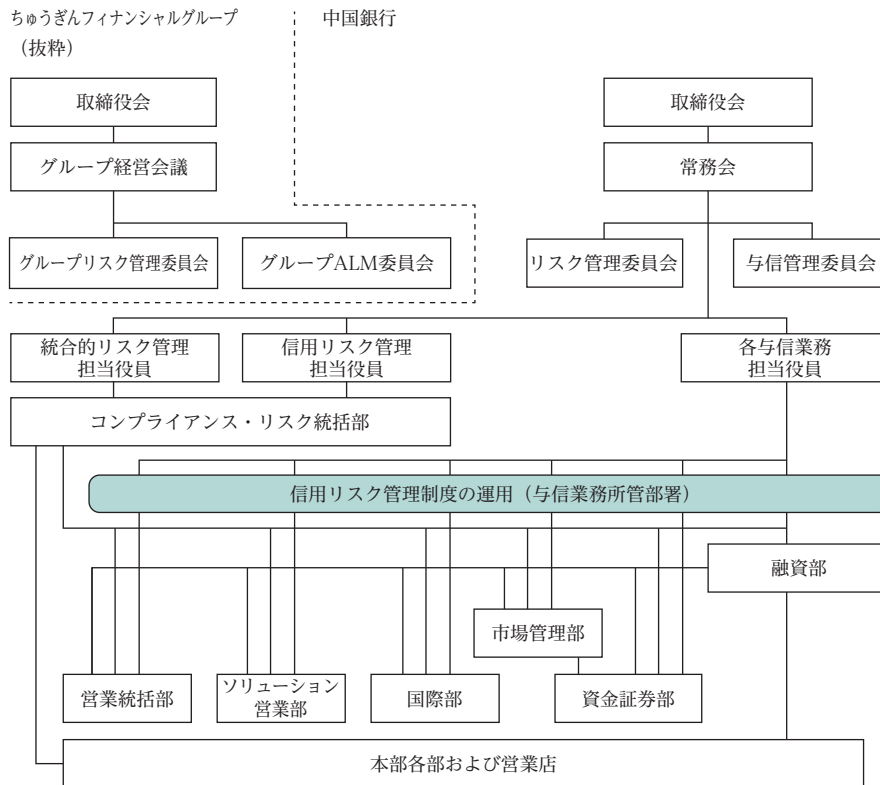 ちゅうぎんフィナンシャルグループ
（抜粋）
中国銀行
取締役会
取締役会
グループ経営会議
常務会
グループリスク管理委員会
グループALM委員会
リスク管理委員会
与信管理委員会
統合的リスク管理
担当役員
信用リスク管理
担当役員
各与信業務
担当役員
コンプライアンス・リスク統括部
信用リスク管理制度の運用（与信業務所管部署）
融資部
市場管理部
営業統括部
ソリューション
営業部
国際部
資金証券部
本部各部および営業店